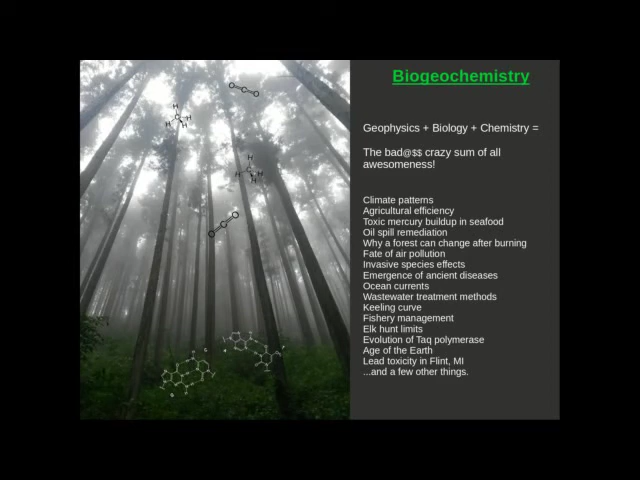 Biogeochemistry
Geophysics + Biology + Chemistry =
The bad@$$ crazy sum of all
awesomeness!
Climate patterns
Agricultural efficiency
Toxic mercury buildup in seafood
Oil spill remediation
Why a forest can change after burning
Fate of air pollution
Invasive species effects
Emergence of ancient diseases
Ocean currents
Wastewater treatment methods
Keeling curve
Fishery management
Elk hunt limits
Evolution of Taq polymerase
Age of the Earth
Lead toxicity in Flint, MI
...and a few other things.